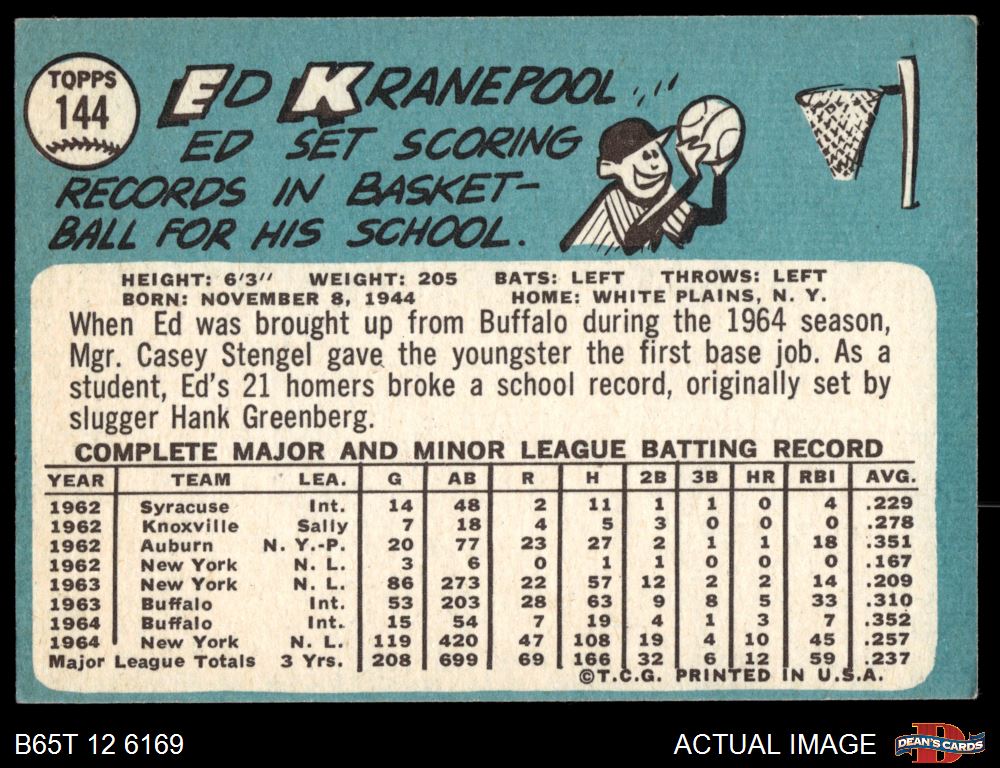 TOPPS
144
ED KRANEPOOL
ED SET SCORING
RECORDS IN BASKET-
BALL FOR HIS SCHOOL.
HEIGHT: 6'3" WEIGHT: 205 BATS: LEFT THROWS: LEFT
BORN: NOVEMBER 8, 1944 HOME: WHITE PLAINS, N. Y.
When Ed was brought up from Buffalo during the 1964 season,
Mgr. Casey Stengel gave the youngster the first base job. As a
student, Ed's 21 homers broke a school record, originally set by
slugger Hank Greenberg.
COMPLETE MAJOR AND MINOR LEAGUE BATTING RECORD
YEAR TEAM LEA. G AB R H 2B 3B HR RBI AVG.
1962 Syracuse Int. 14 48 2 11 1 1 0 4 .229
1962 Knoxville Sally 7 18 4 5 3 0 0 0 .278
1962 Auburn N. Y.-P. 20 77 23 27 2 1 1 18 .351
1962 New York N. L. 3 6 0 1 1 0 0 0 .167
1963 New York N. L. 86 273 22 57 12 2 2 14 .209
1963 Buffalo Int. 53 203 28 63 9 8 5 33 .310
1964 Buffalo Int. 15 54 7 19 4 1 3 7 .352
1964 New York N. L. 119 420 47 108 19 4 10 45 .257
Major League Totals 3 Yrs. 208 699 69 166 32 6 12 59 .237
©T.C.G. PRINTED IN U.S.A.
B65T 12 6169 ACTUAL IMAGE D DEAN'S CARDS